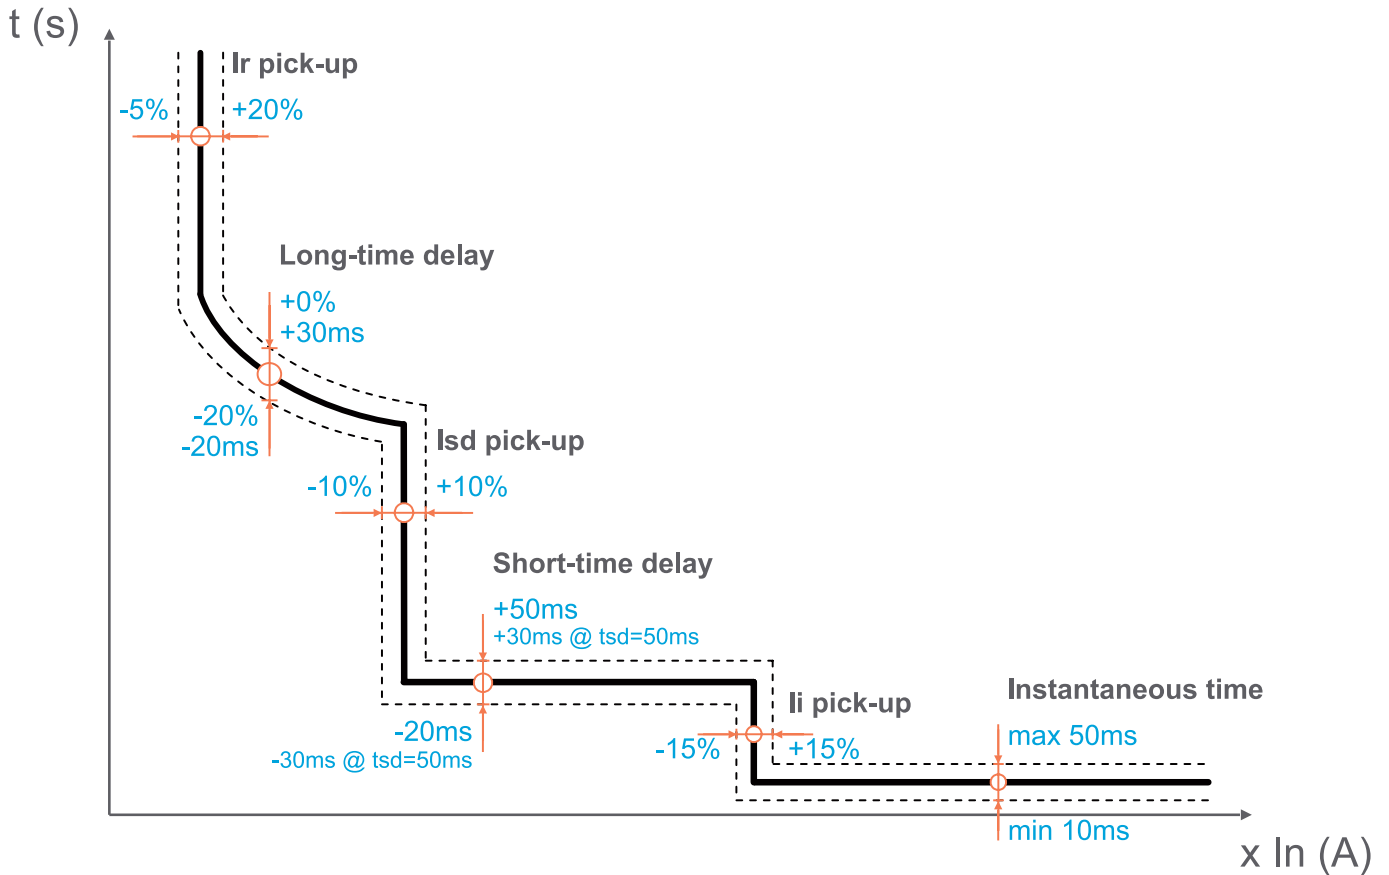 t (s)
Ir pick-up
-5%
+20%
Long-time delay
+0%
+30ms
-20%
-20ms
Isd pick-up
-10%
+10%
Short-time delay
+50ms
+30ms @ tsd=50ms
-20ms
-30ms @ tsd=50ms
Ii pick-up
-15%
+15%
Instantaneous time
max 50ms
min 10ms
x In (A)